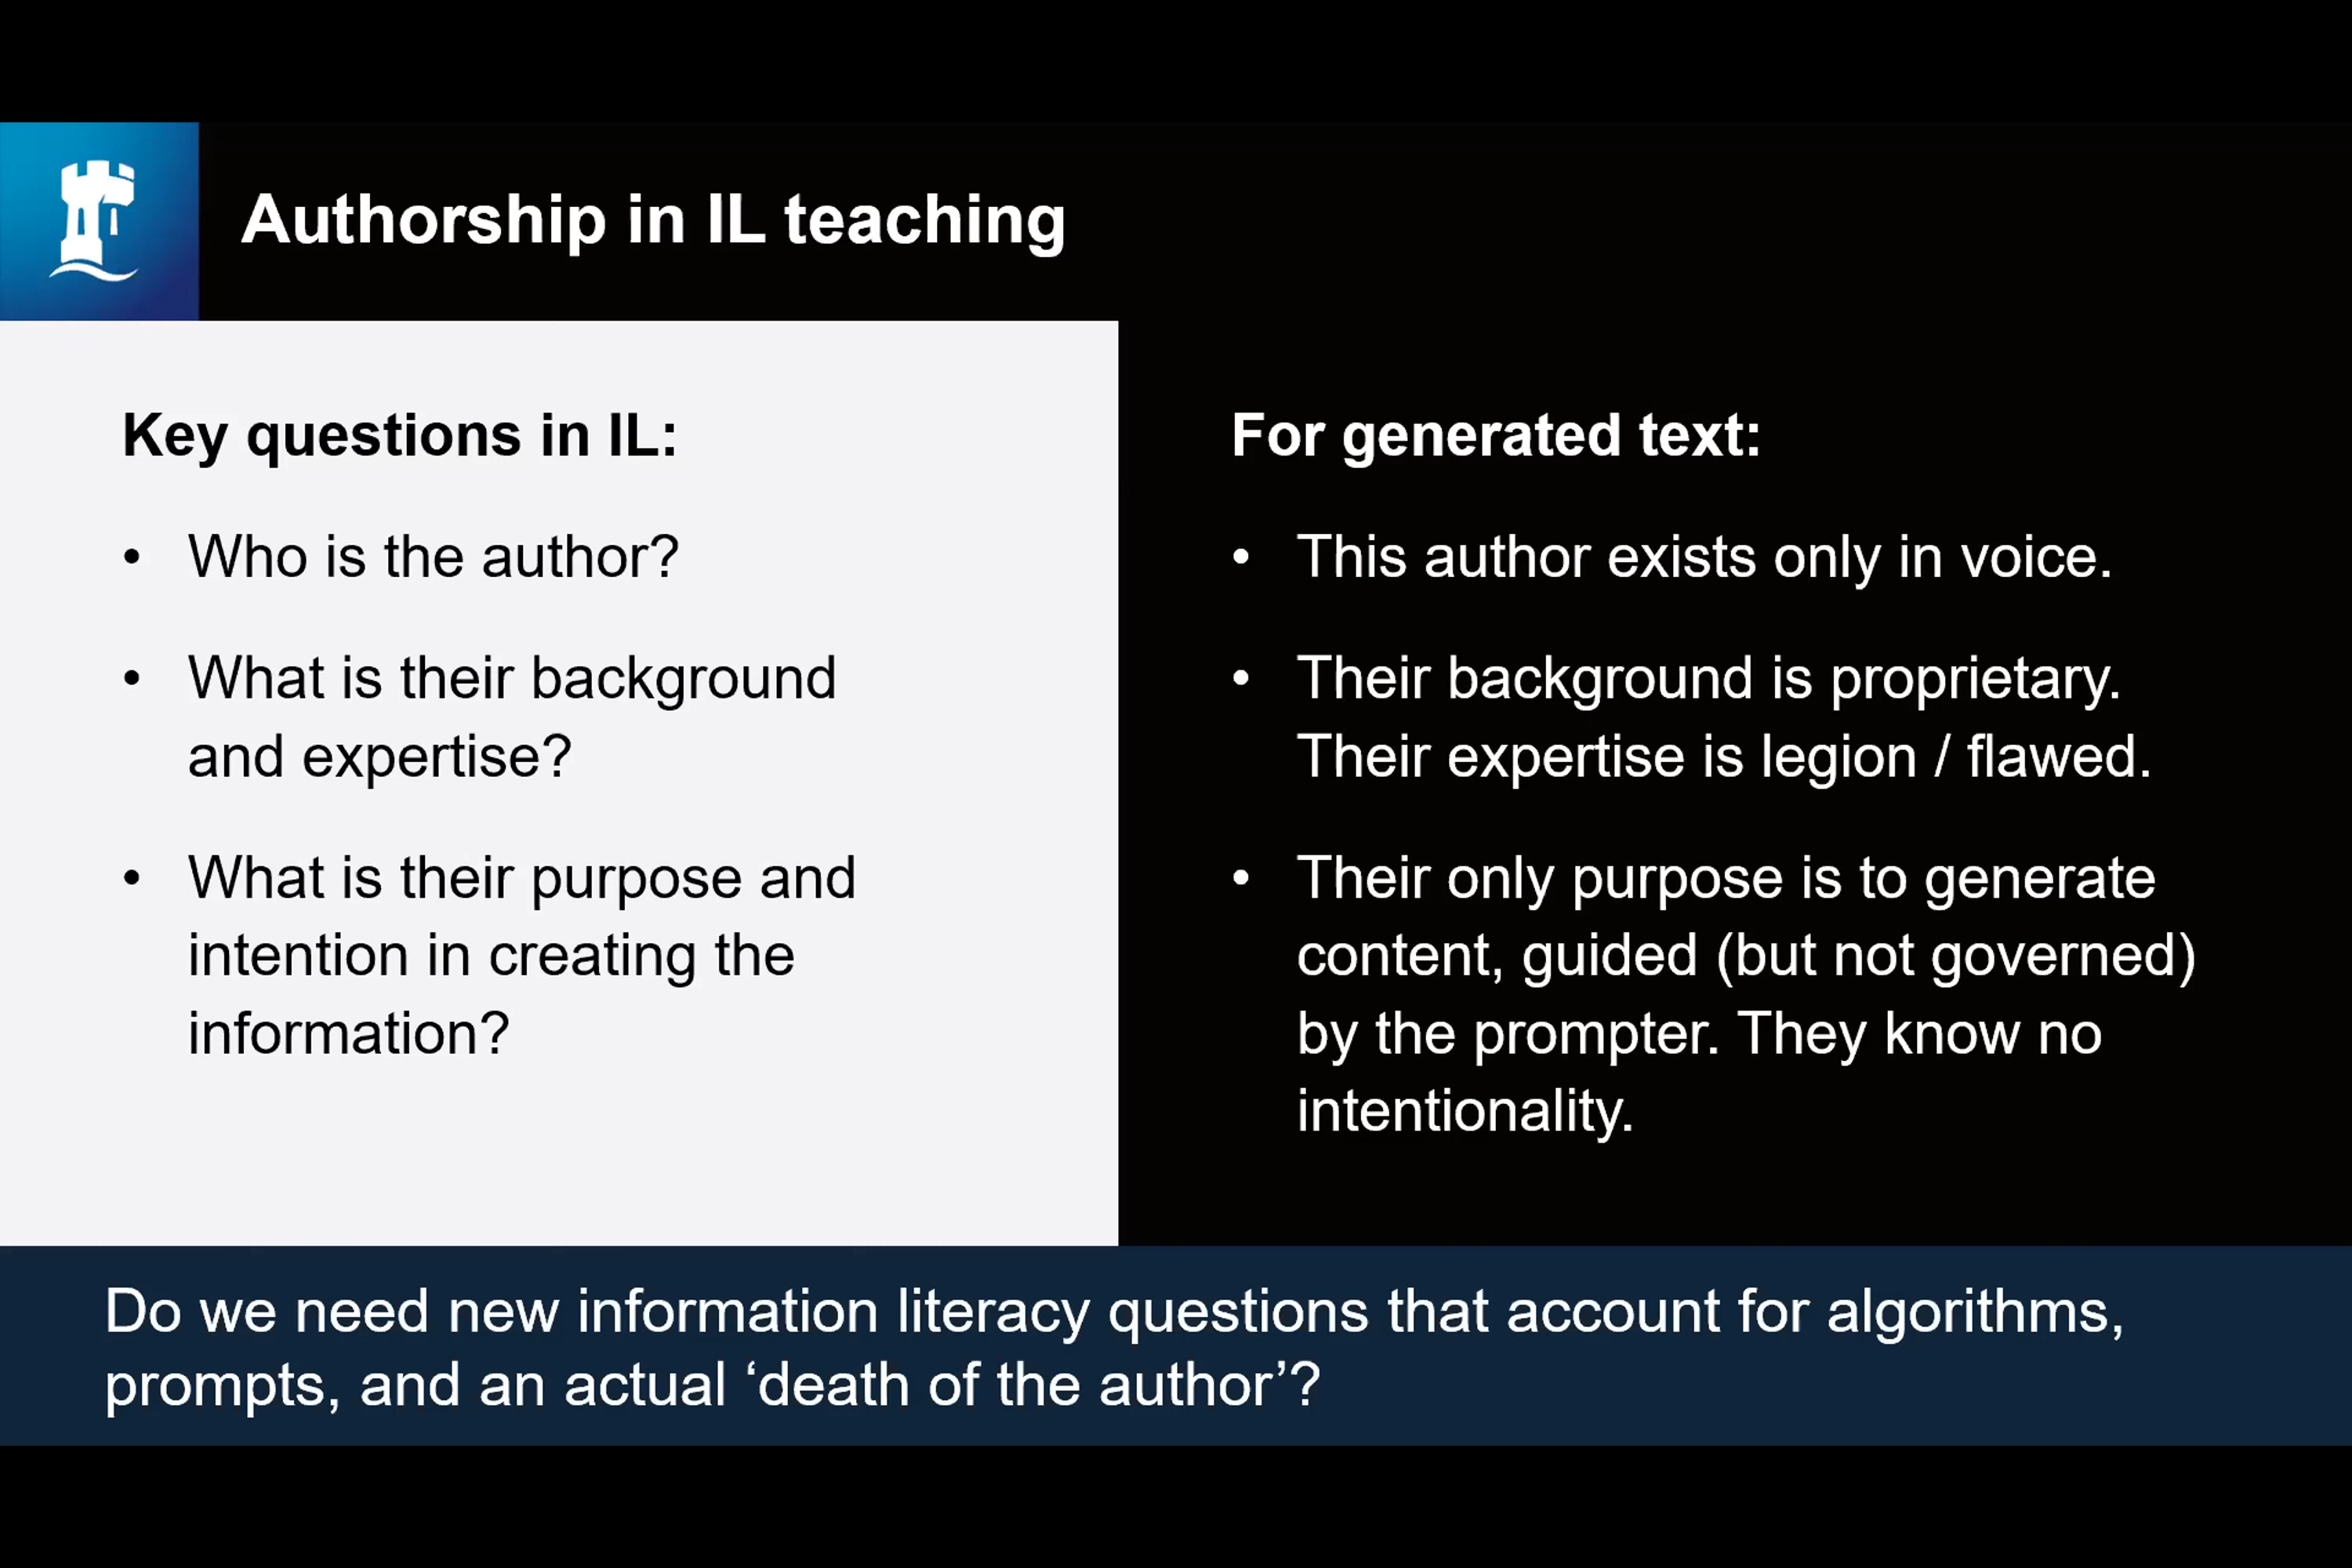 Authorship in IL teaching
Key questions in IL:
• Who is the author?
• What is their background
and expertise?
• What is their purpose and
intention in creating the
information?
For generated text:
• This author exists only in voice.
• Their background is proprietary.
Their expertise is legion / flawed.
• Their only purpose is to generate
content, guided (but not governed)
by the prompter. They know no
intentionality.
Do we need new information literacy questions that account for algorithms,
prompts, and an actual ‘death of the author’?